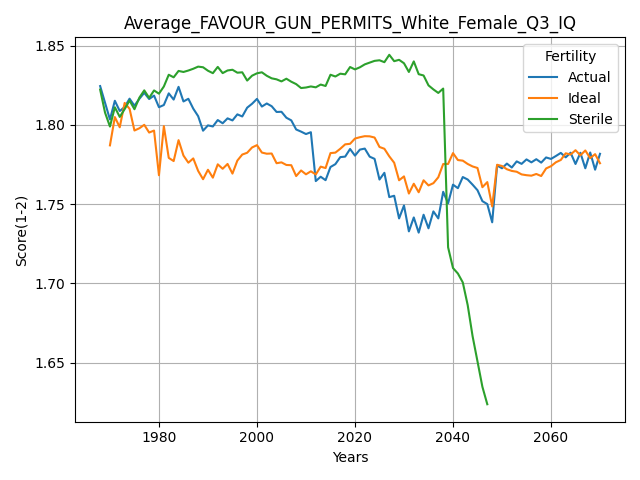 Average_FAVOUR_GUN_PERMITS_White_Female_Q3_IQ
Fertility
Actual
Ideal
Sterile
Score(1-2)
1.85
1.80
1.75
1.70
1.65
1980 2000 2020 2040 2060
Years